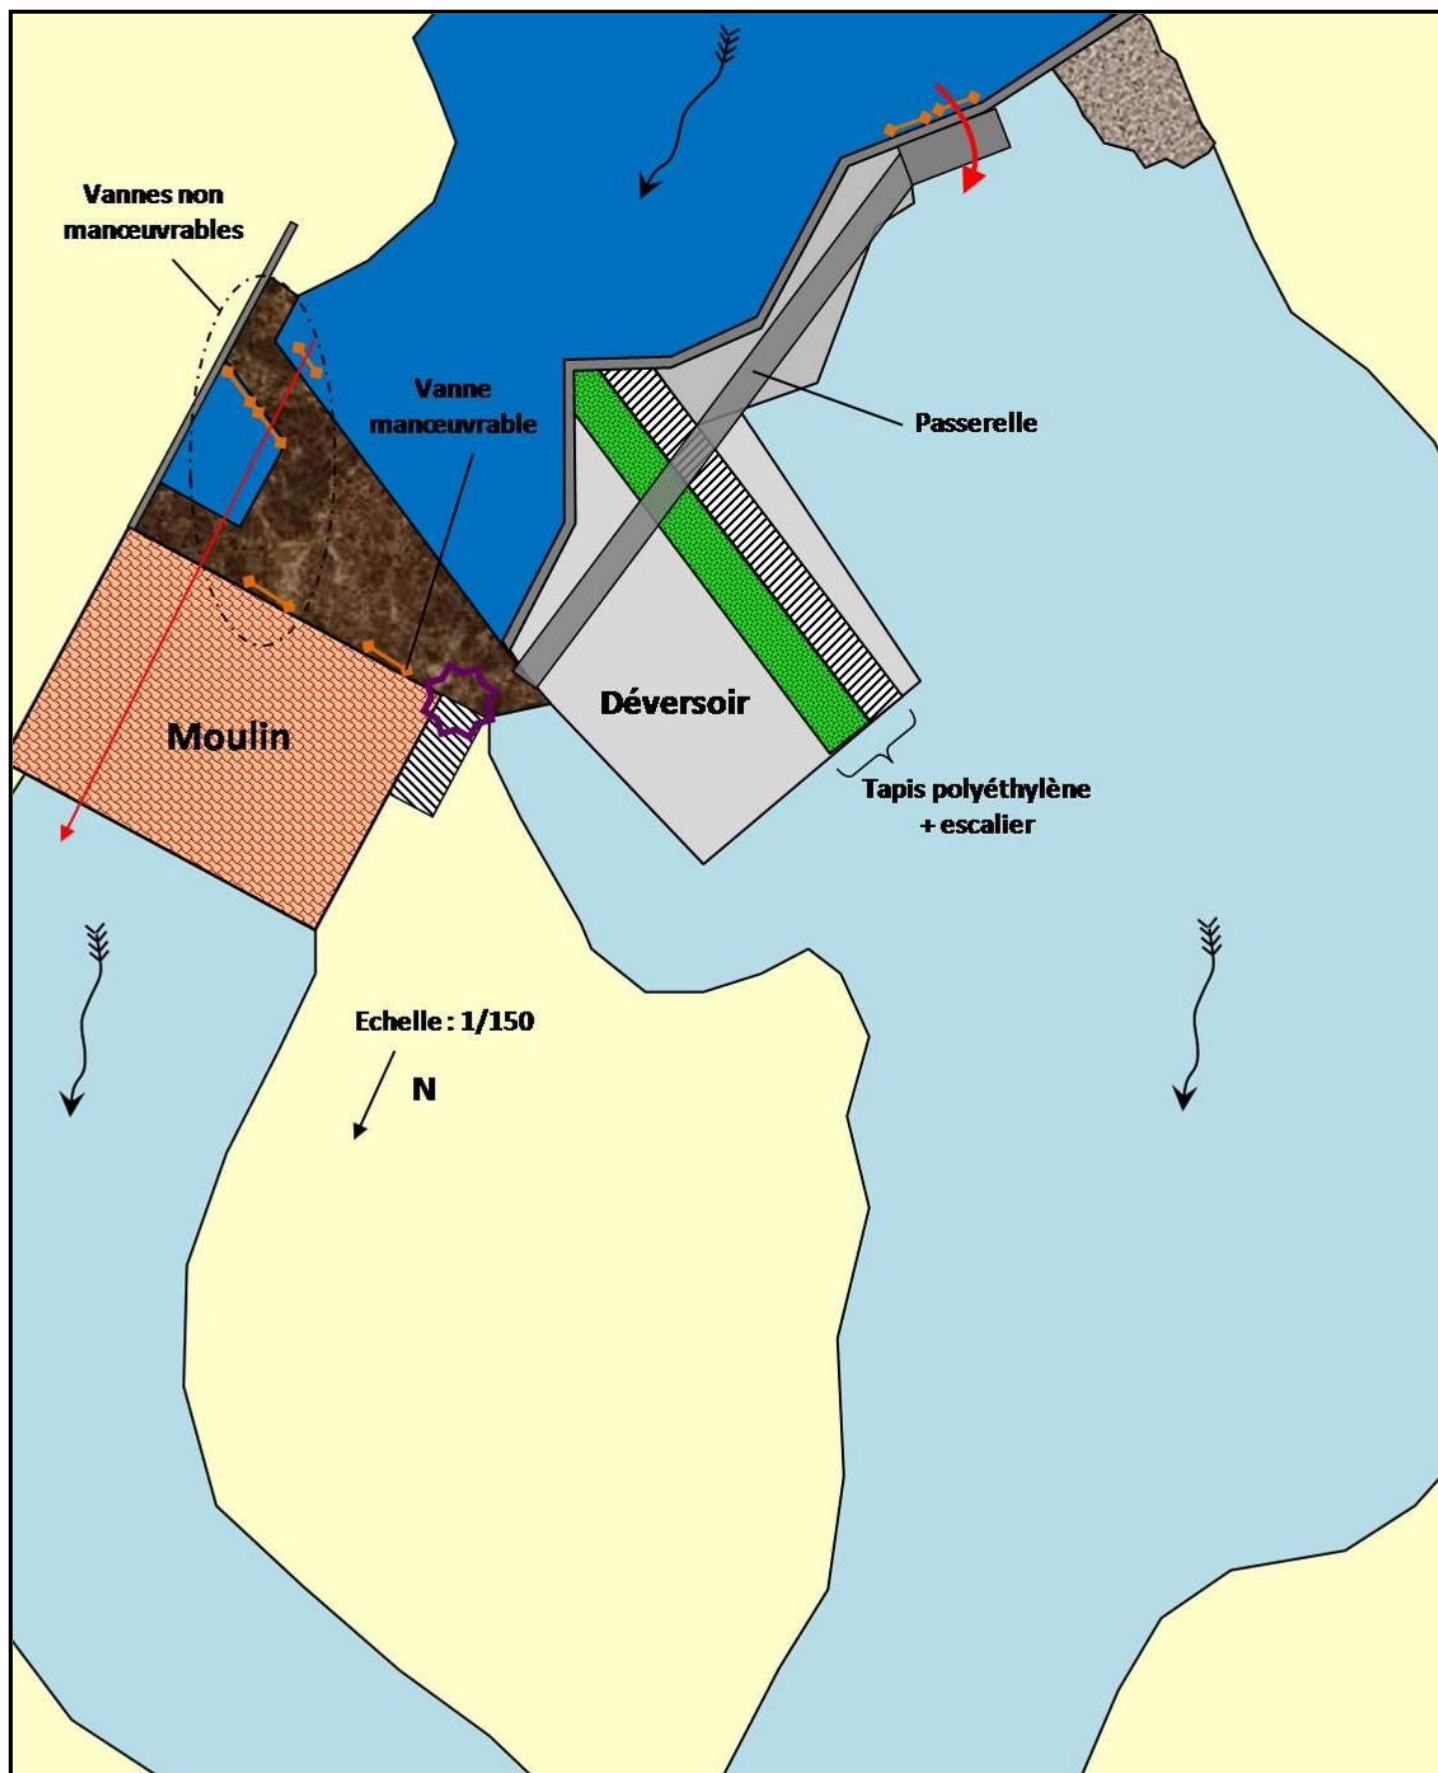 Vannes non
manœuvrables
Vanne
manœuvrable
Passerelle
Déversoir
Moulin
Tapis polyéthylène
+ escalier
Echelle : 1/150
N